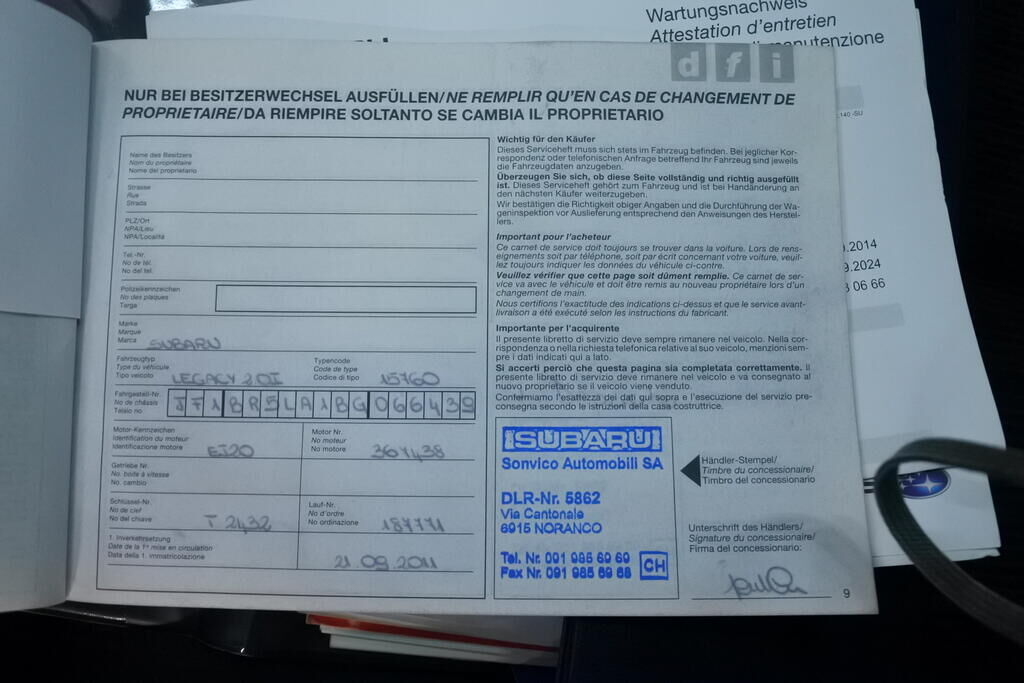 Wartungsnachweis
Attestation d'entretien
manutenzione
d f i
NUR BEI BESITZERWECHSEL AUSFÜLLEN/NE REMPLIR QU'EN CAS DE CHANGEMENT DE
PROPRIETAIRE/DA RIEMPIRE SOLTANTO SE CAMBIA IL PROPRIETARIO
Name des Besitzers
Nom du propriétaire
Nome del proprietario
Strasse
Rue
Strada
PLZ/Ort
NPA/Lieu
NPA/Località
Tel.-Nr.
No de tél.
No del tel.
Polizeikennzeichen
No des plaques
Targa
Marke
Marque
Marca
SUBARU
Fahrzeugtyp
Type du véhicule
Tipo veicolo
LEGACY 2.0I
Typencode
Code de type
Codice di tipo
15760
Fahrgestell-Nr.
No de châssis
Telaio no
JF1BR5LA1BG066439
Motor-Kennzeichen
Identification du moteur
Identificazione motore
EJ20
Motor Nr.
No moteur
No motore
367438
Getriebe Nr.
No. boîte à vitesse
No. cambio
Schlüssel-Nr.
No de clef
No del chiave
T 2432
Lauf-Nr.
No d'ordre
No ordinazione
187771
1. Inverkehrsetzung
Date de la 1re mise en circulation
Data della 1. immatricolazione
21.09.2011
Wichtig für den Käufer
Dieses Serviceheft muss sich stets im Fahrzeug befinden. Bei jeglicher Kor-
respondenz oder telefonischen Anfrage betreffend Ihr Fahrzeug sind jeweils
die Fahrzeugdaten anzugeben.
Überzeugen Sie sich, ob diese Seite vollständig und richtig ausgefüllt
ist. Dieses Serviceheft gehört zum Fahrzeug und ist bei Handänderung an
den nächsten Käufer weiterzugeben.
Wir bestätigen die Richtigkeit obiger Angaben und die Durchführung der Wa-
geninspektion vor Auslieferung entsprechend den Anweisungen des Herstel-
lers.
Important pour l'acheteur
Ce carnet de service doit toujours se trouver dans la voiture. Lors de rens-
eignements soit par téléphone, soit par écrit concernant votre voiture, veuil-
lez toujours indiquer les données du véhicule ci-contre.
Veuillez vérifier que cette page soit dûment remplie. Ce carnet de ser-
vice va avec le véhicule et doit être remis au nouveau propriétaire lors d'un
changement de main.
Nous certifions l'exactitude des indications ci-dessus et que le service avant-
livraison a été exécuté selon les instructions du fabricant.
Importante per l'acquirente
Il presente libretto di servizio deve sempre rimanere nel veicolo. Nella cor-
rispondenza o nella richiesta telefonica relative al suo veicolo, menzioni sem-
pre i dati indicati qui a lato.
Si accerti perciò che questa pagina sia completata correttamente. Il
presente libretto di servizio deve rimanere nel veicolo e va consegnato al
nuovo proprietario se il veicolo viene venduto.
Confermiamo l'esattezza dei dati qui sopra e l'esecuzione del servizio pre-
consegna secondo le istruzioni della casa costruttrice.
SUBARU
Sonvico Automobili SA
DLR-Nr. 5862
Via Cantonale
6915 NORANCO
Tel. Nr. 091 985 69 69
Fax Nr. 091 985 69 68
CH
Händler-Stempel/
Timbre du concessionaire/
Timbro del concessionario
Unterschrift des Händlers/
Signature du concessionaire/
Firma del concessionario:
9
.140 -SU
.2014
9.2024
06 66